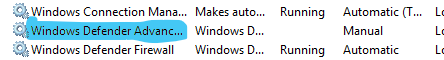 Windows Connection Mana... Makes auto... Running Automatic (T... Lo
Windows Defender Advanc... Windows D... Manual Lo
Windows Defender Firewall Windows D... Running Automatic Lo